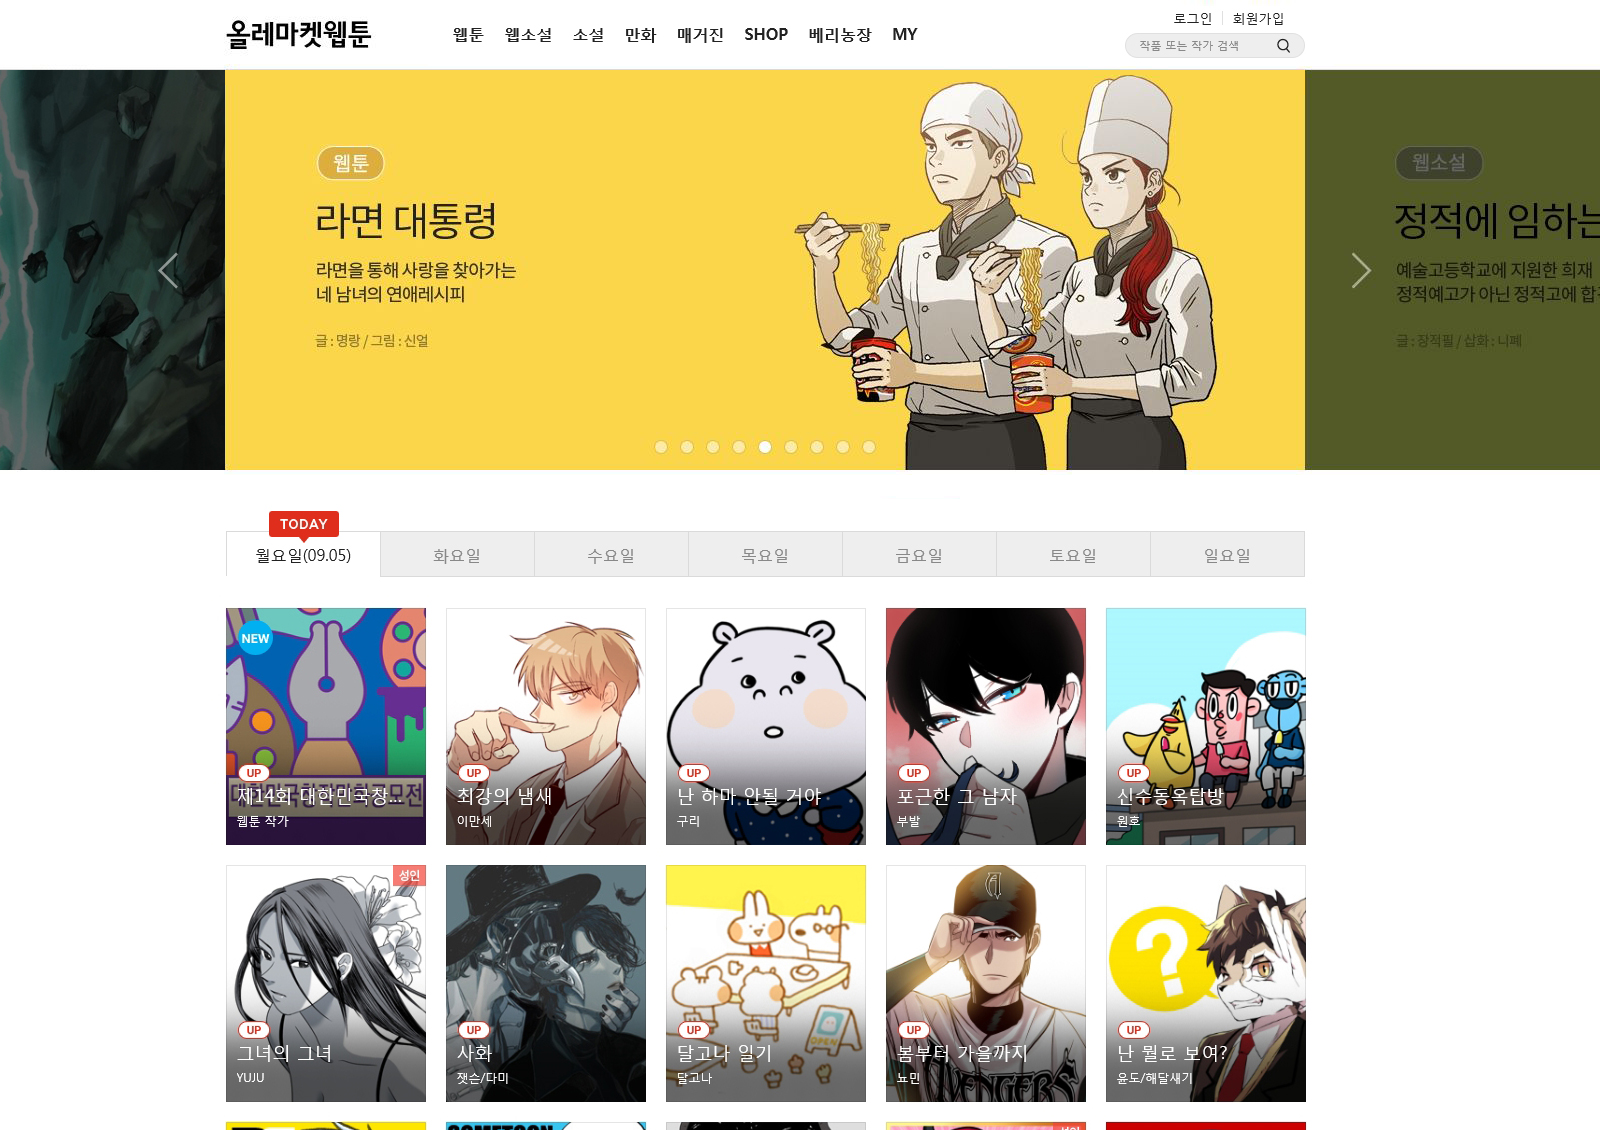 올레마켓웹툰
웹툰 웹소설 소설 만화 매거진 SHOP 베리농장 MY
로그인 회원가입
작품 또는 작가 검색
웹툰
라면 대통령
라면을 통해 사랑을 찾아가는
네 남녀의 연애레시피
글 : 명랑 / 그림 : 신얼
웹소설
정적에 임하는
예술고등학교에 지원한 희재
정적예고가 아닌 정적고에 합격
글 : 장적필 / 삽화 : 니페
TODAY
월요일(09.05) 화요일 수요일 목요일 금요일 토요일 일요일
NEW
UP
제14회 대한민국창...
웹툰 작가
UP
최강의 냄새
이만세
UP
난 하마 안될 거야
구리
UP
포근한 그 남자
부발
UP
신수동옥탑방
원호
성인
UP
그녀의 그녀
YUJU
UP
사화
잿슨/다미
UP
달고나 일기
달고나
OPEN
UP
봄부터 가을까지
뇨민
AVENGERS
UP
난 뭘로 보여?
윤도/해달새기